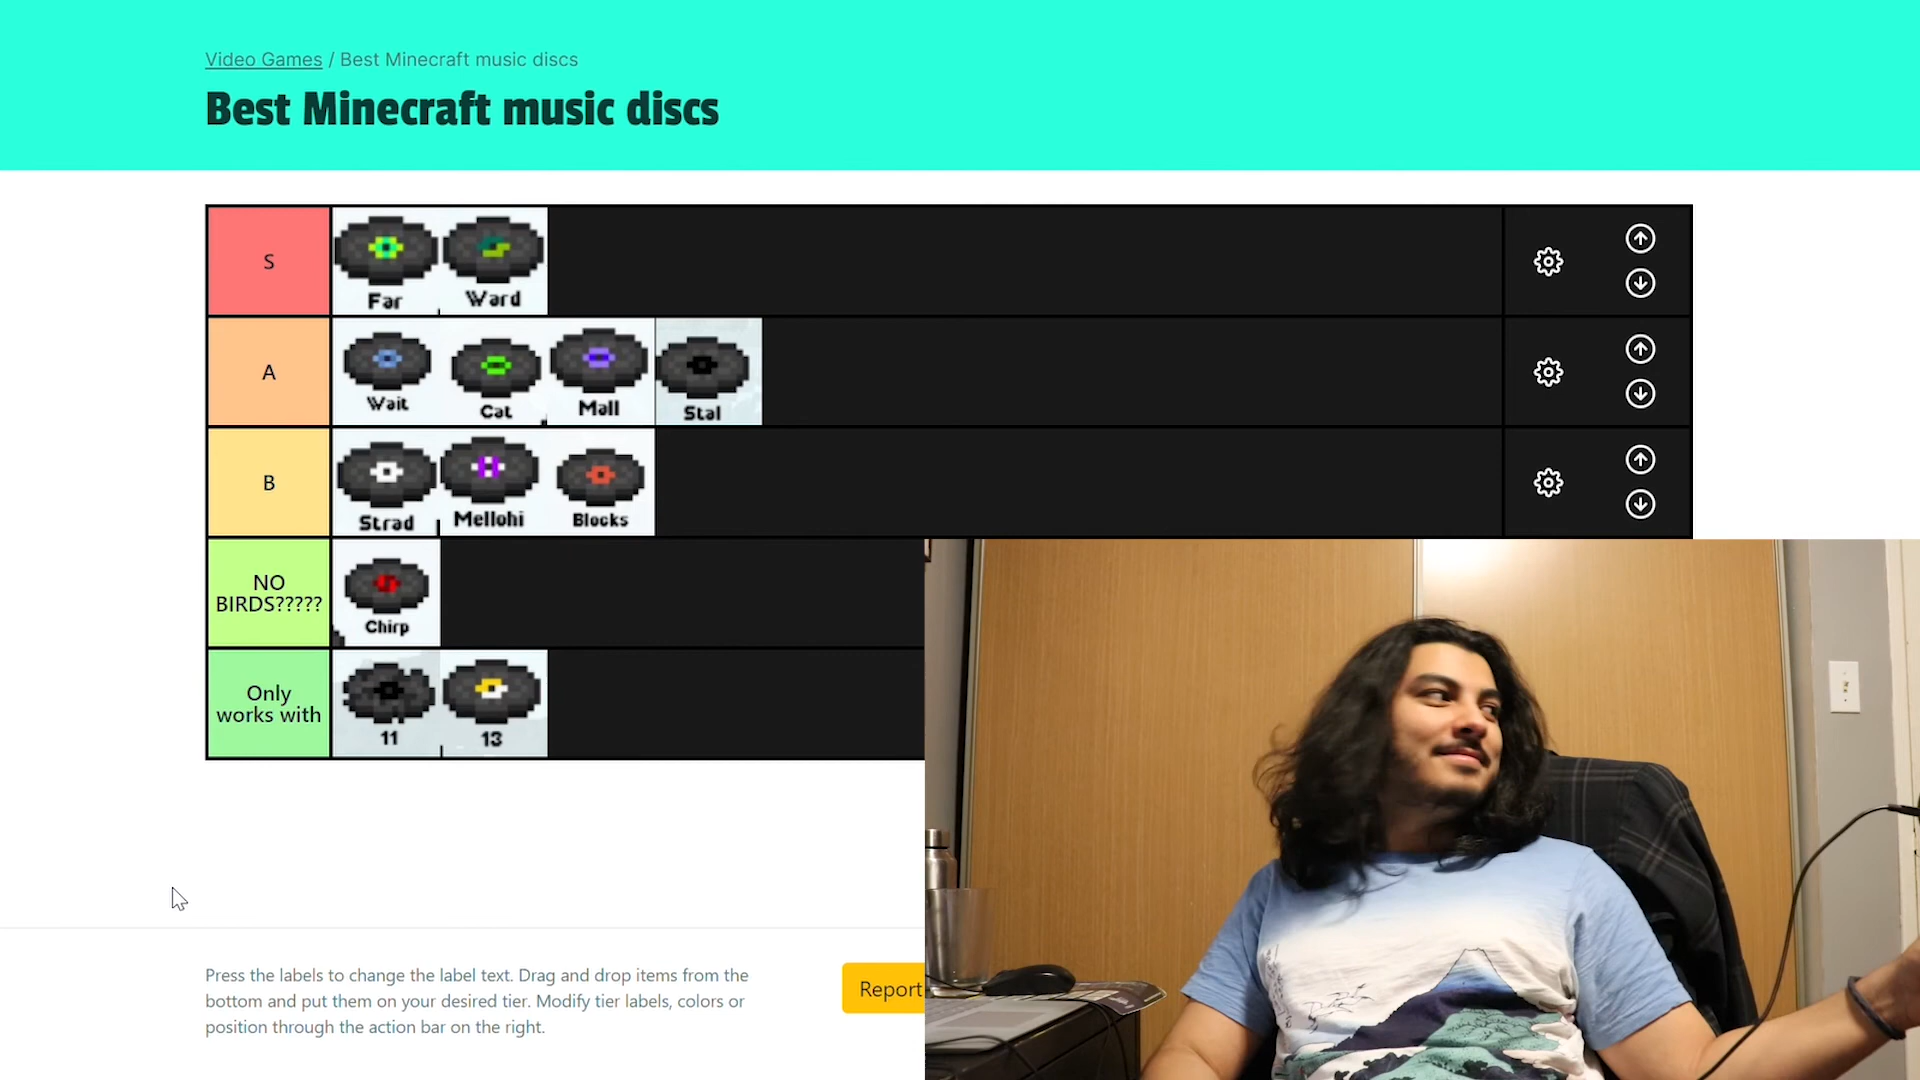 Video Games / Best Minecraft music discs
Best Minecraft music discs
S
Far
Ward
A
Wait
Cat
Mall
Stal
B
Strad
Mellohi
Blocks
NO
BIRDS?????
Chirp
Only
works with
11
13
Press the labels to change the label text. Drag and drop items from the
bottom and put them on your desired tier. Modify tier labels, colors or
position through the action bar on the right.
Report